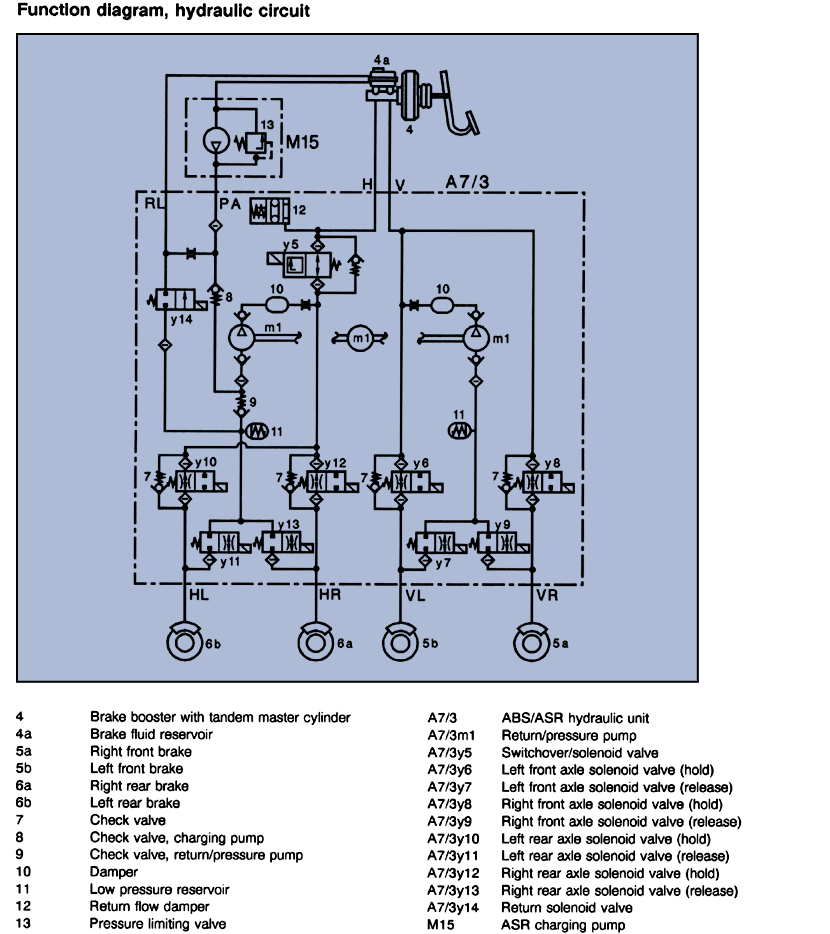 Function diagram, hydraulic circuit
4a
4
13
M15
H V A7/3
RL PA
12
y5
10 10
8
y14
m1 m1 m1
9
11 11
y10 y12 y6 y8
7 7 7 7
y13 y9
y11 y7
HL HR VL VR
6b 6a 5b 5a
4 Brake booster with tandem master cylinder
4a Brake fluid reservoir
5a Right front brake
5b Left front brake
6a Right rear brake
6b Left rear brake
7 Check valve
8 Check valve, charging pump
9 Check valve, return/pressure pump
10 Damper
11 Low pressure reservoir
12 Return flow damper
13 Pressure limiting valve
A7/3 ABS/ASR hydraulic unit
A7/3m1 Return/pressure pump
A7/3y5 Switchover/solenoid valve
A7/3y6 Left front axle solenoid valve (hold)
A7/3y7 Left front axle solenoid valve (release)
A7/3y8 Right front axle solenoid valve (hold)
A7/3y9 Right front axle solenoid valve (release)
A7/3y10 Left rear axle solenoid valve (hold)
A7/3y11 Left rear axle solenoid valve (release)
A7/3y12 Right rear axle solenoid valve (hold)
A7/3y13 Right rear axle solenoid valve (release)
A7/3y14 Return solenoid valve
M15 ASR charging pump